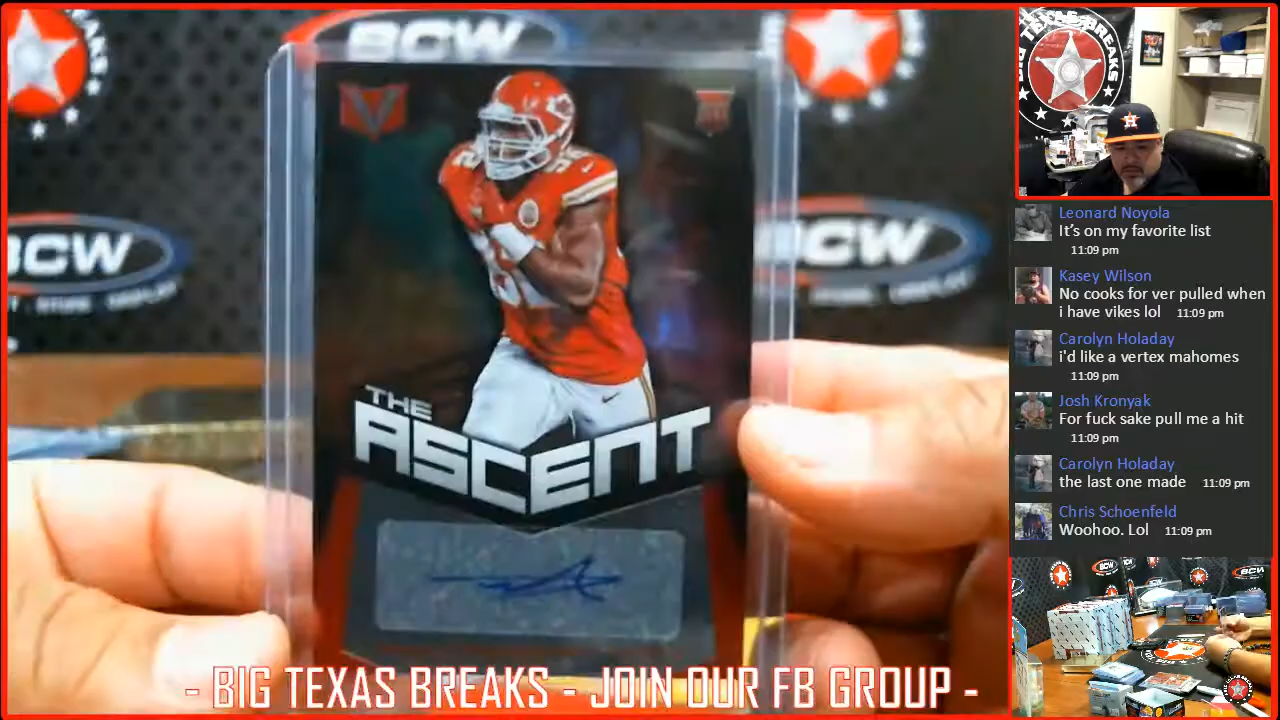 BCW
BCW
BCW
V
THE
ASCENT
- BIG TEXAS BREAKS - JOIN OUR FB GROUP -
BIG TEXAS BREAKS
H
Leonard Noyola
It's on my favorite list
11:09 pm
Kasey Wilson
No cooks for ver pulled when
i have vikes lol 11:09 pm
Carolyn Holaday
i'd like a vertex mahomes
11:09 pm
Josh Kronyak
For fuck sake pull me a hit
11:09 pm
Carolyn Holaday
the last one made 11:09 pm
Chris Schoenfeld
Woohoo. Lol 11:09 pm
BCW
BCW